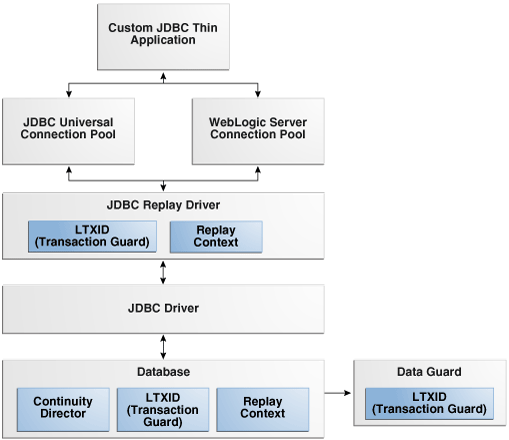 Custom JDBC Thin
Application
JDBC Universal
Connection Pool
WebLogic Server
Connection Pool
JDBC Replay Driver
LTXID
(Transaction Guard)
Replay
Context
JDBC Driver
Database
Continuity
Director
LTXID
(Transaction
Guard)
Replay
Context
Data Guard
LTXID
(Transaction Guard)